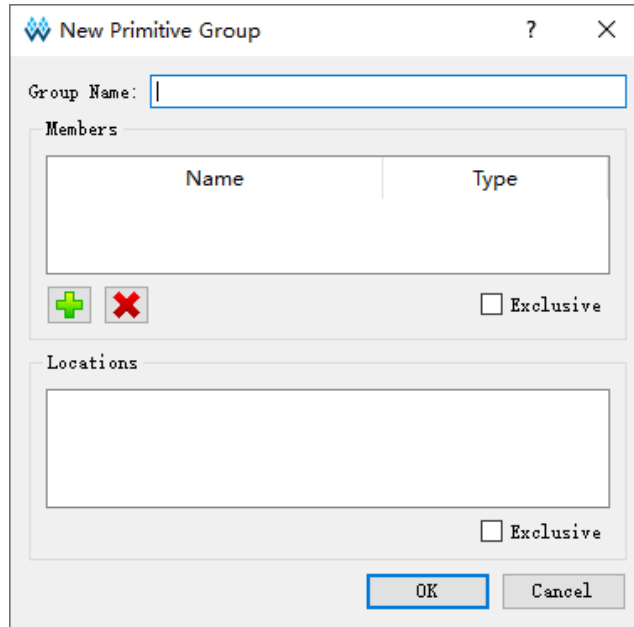 New Primitive Group
?
Group Name:
Members
Name Type
Exclusive
Locations
Exclusive
OK Cancel